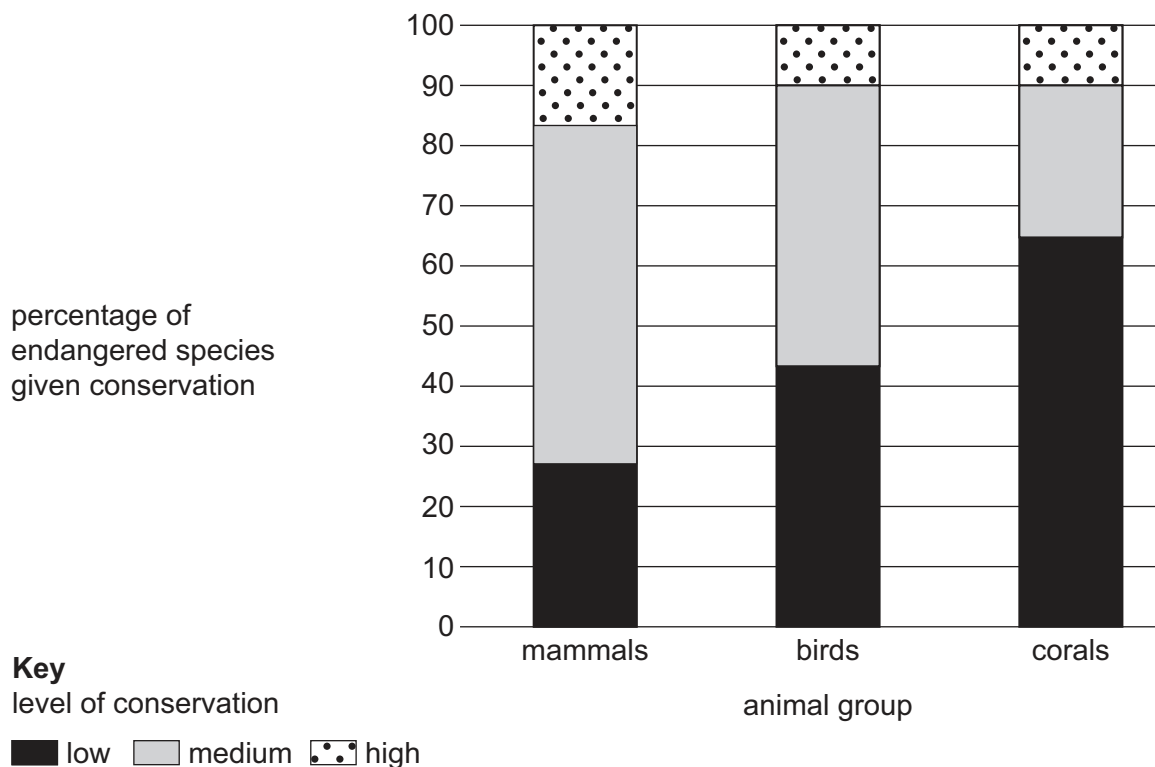 100
90
80
70
60
50
40
30
20
10
0
percentage of
endangered species
given conservation
mammals birds corals
animal group
Key
level of conservation
low medium high